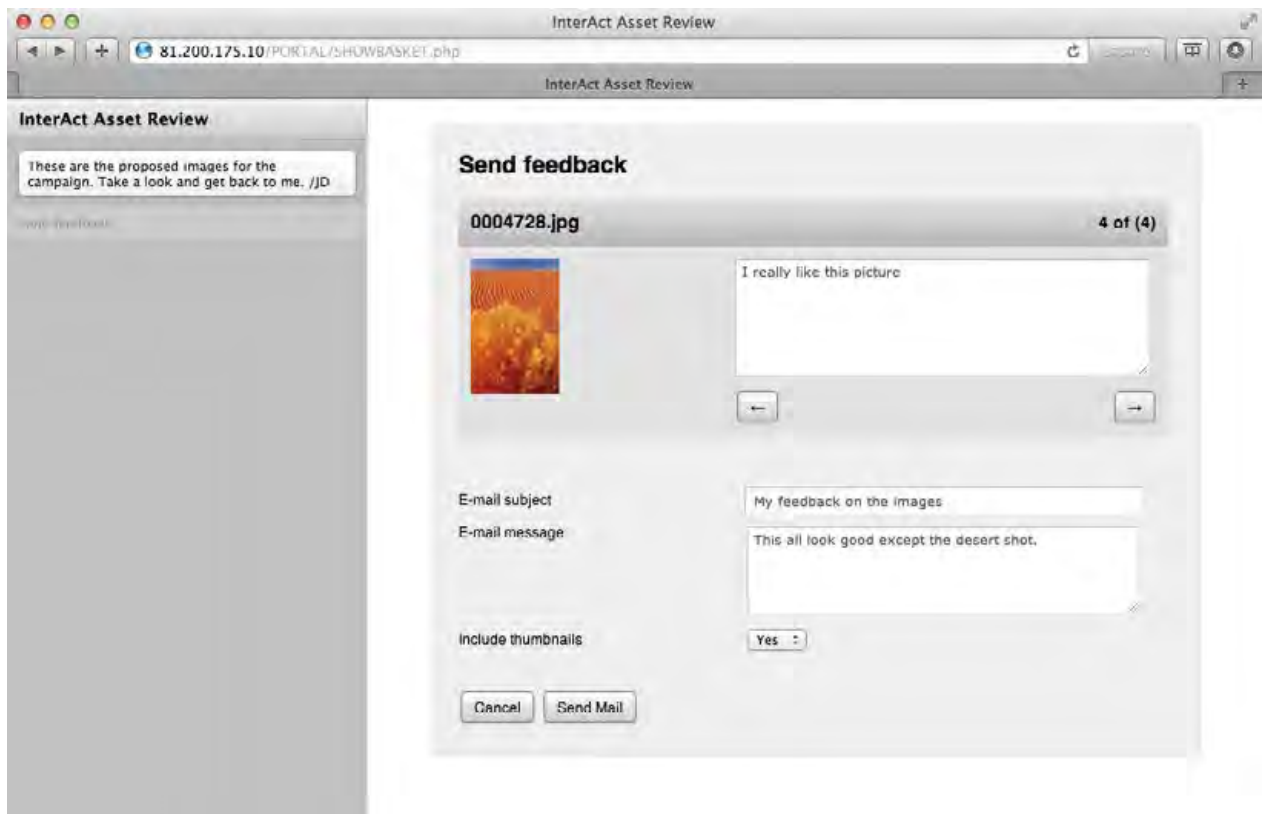 InterAct Asset Review
81.200.175.10/PORTAL/SHOWBASKET.php
InterAct Asset Review
InterAct Asset Review
These are the proposed images for the
campaign. Take a look and get back to me. /JD
Send feedback
0004728.jpg
4 of (4)
I really like this picture
←
→
E-mail subject
My feedback on the images
E-mail message
This all look good except the desert shot.
Include thumbnails
Yes
Cancel
Send Mail